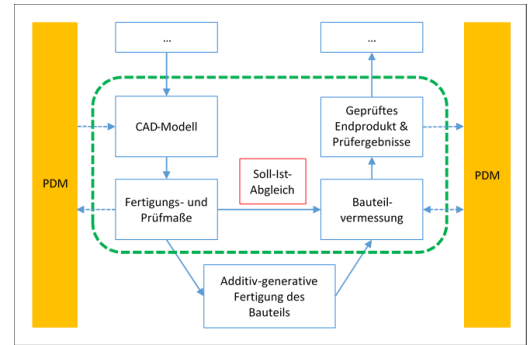 ...
...
CAD-Modell
Geprüftes
Endprodukt &
Prüfergebnisse
PDM
Soll-Ist-
Abgleich
PDM
Fertigungs- und
Prüfmaße
Bauteil-
vermessung
Additiv-generative
Fertigung des
Bauteils